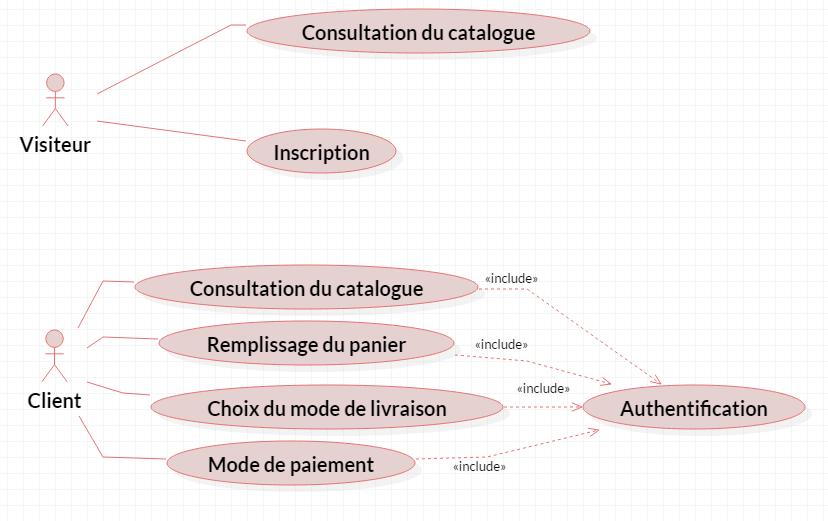 Consultation du catalogue
Visiteur
Inscription
Consultation du catalogue
«include»
Remplissage du panier
«include»
Client
Choix du mode de livraison
«include»
Authentification
Mode de paiement
«include»